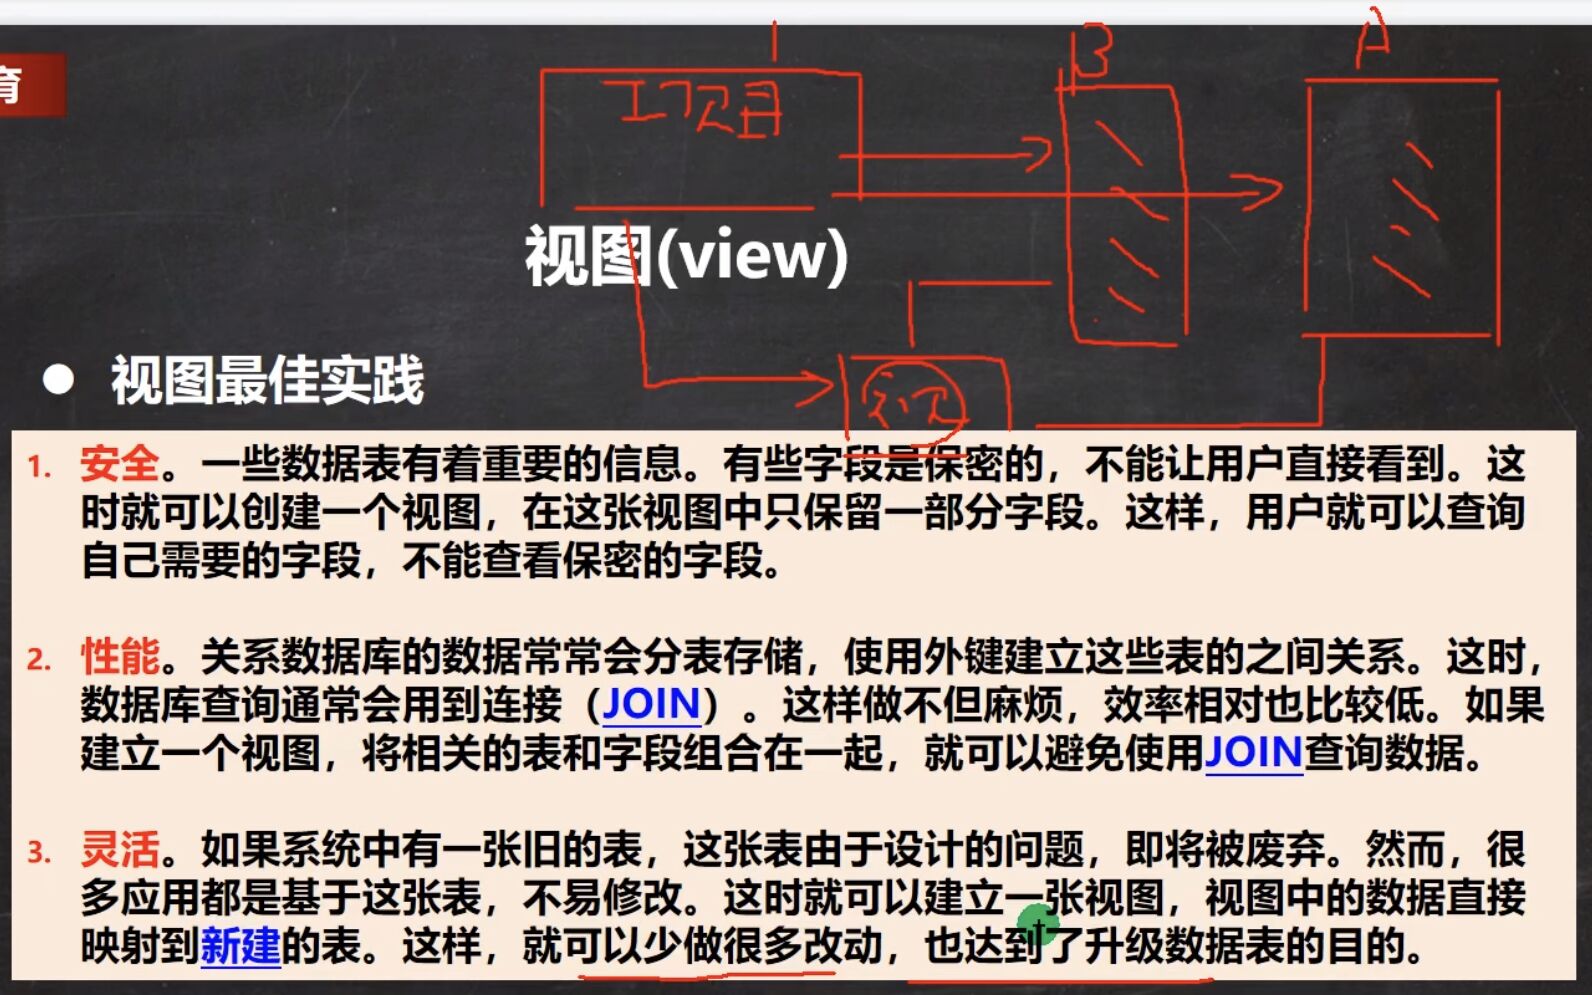 育
B
A
工项目
视图(view)
视图最佳实践
视
1. 安全。一些数据表有着重要的信息。有些字段是保密的，不能让用户直接看到。这
时就可以创建一个视图，在这张视图中只保留一部分字段。这样，用户就可以查询
自己需要的字段，不能查看保密的字段。
2. 性能。关系数据库的数据常常会分表存储，使用外键建立这些表的之间关系。这时，
数据库查询通常会用到连接（JOIN）。这样做不但麻烦，效率相对也比较低。如果
建立一个视图，将相关的表和字段组合在一起，就可以避免使用JOIN查询数据。
3. 灵活。如果系统中有一张旧的表，这张表由于设计的问题，即将被废弃。然而，很
多应用都是基于这张表，不易修改。这时就可以建立一张视图，视图中的数据直接
映射到新建的表。这样，就可以少做很多改动，也达到了升级数据表的目的。